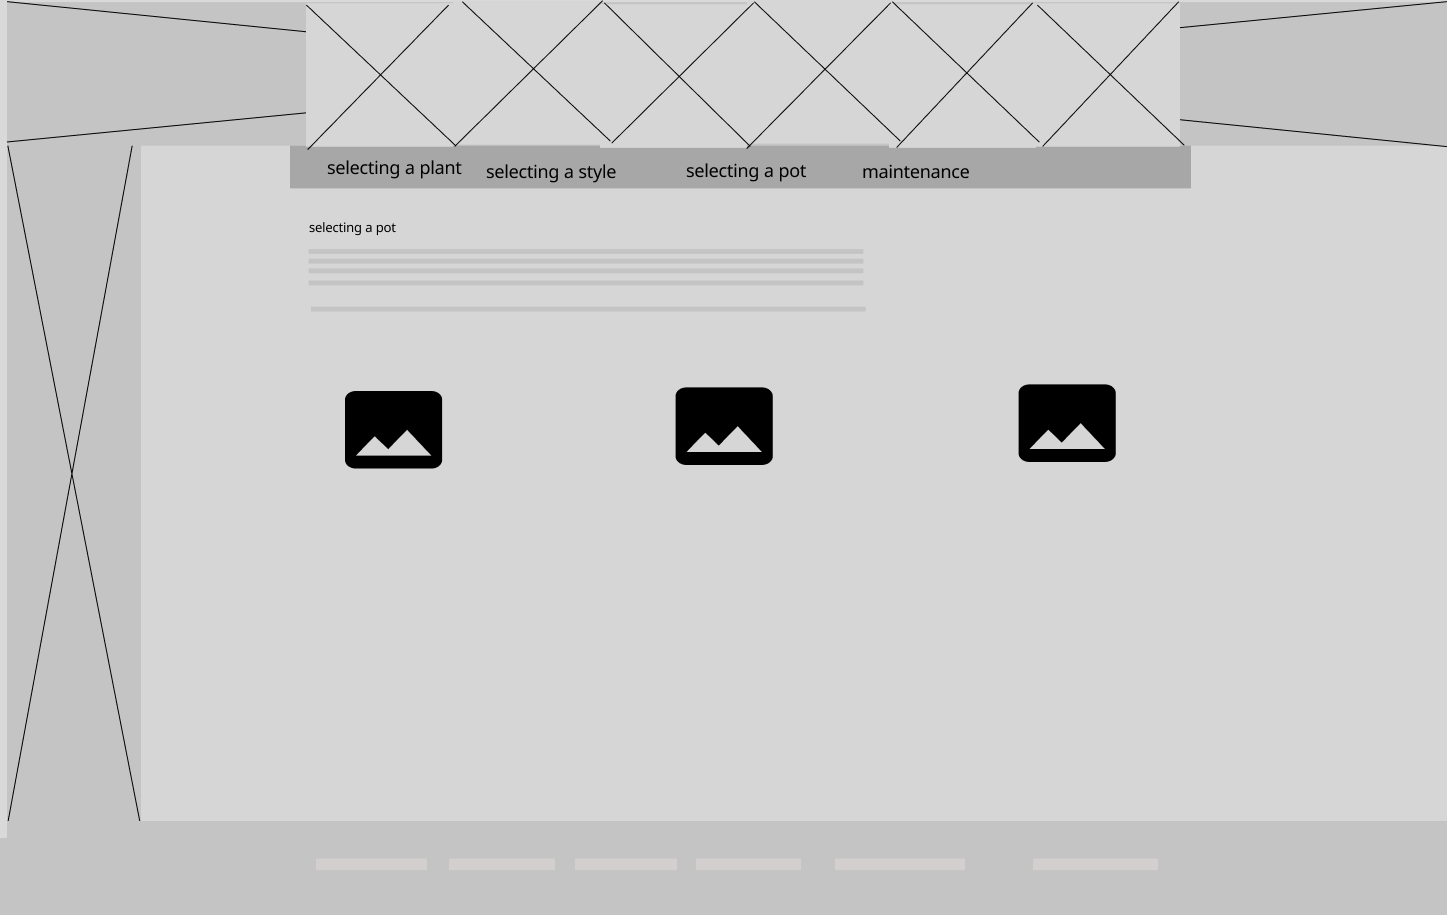 selecting a plant
selecting a style
selecting a pot
maintenance
selecting a pot